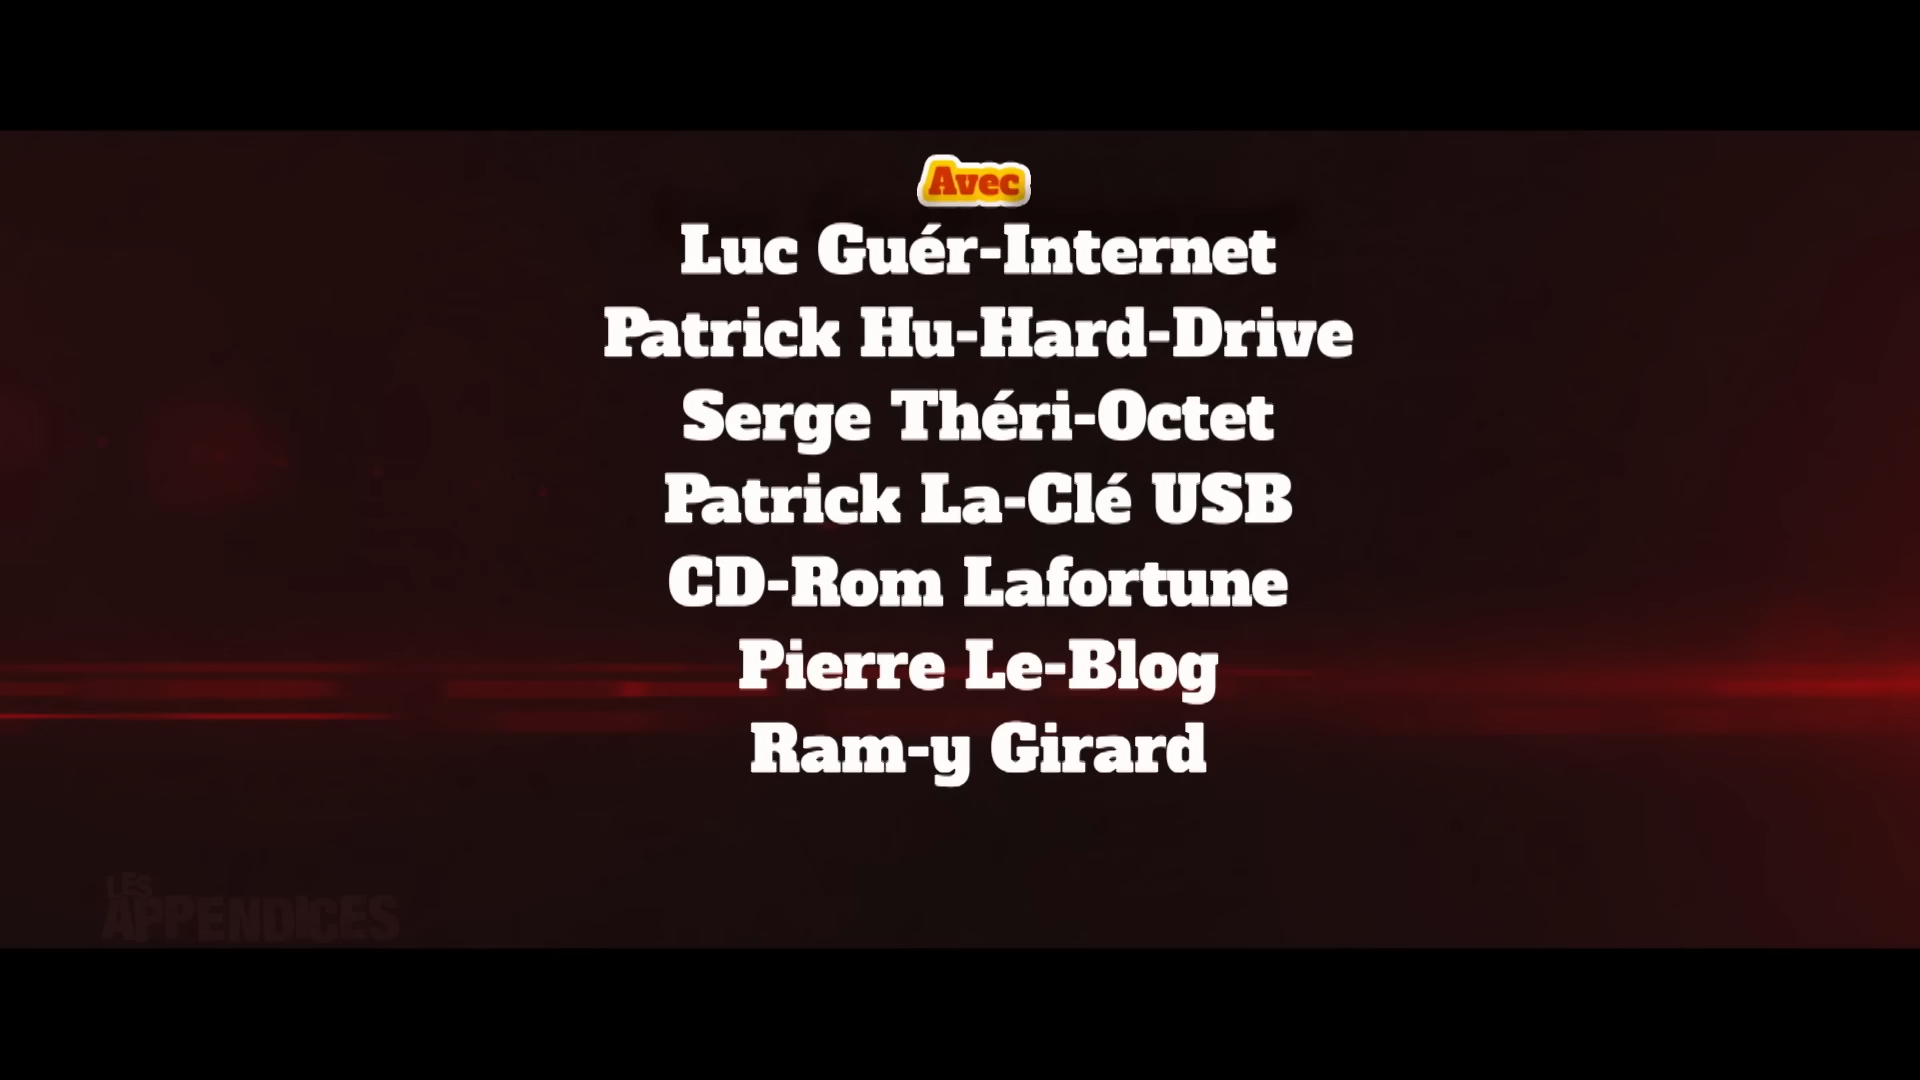 Avec
Luc Guér-Internet
Patrick Hu-Hard-Drive
Serge Théri-Octet
Patrick La-Clé USB
CD-Rom Lafortune
Pierre Le-Blog
Ram-y Girard
LES
APPENDICES